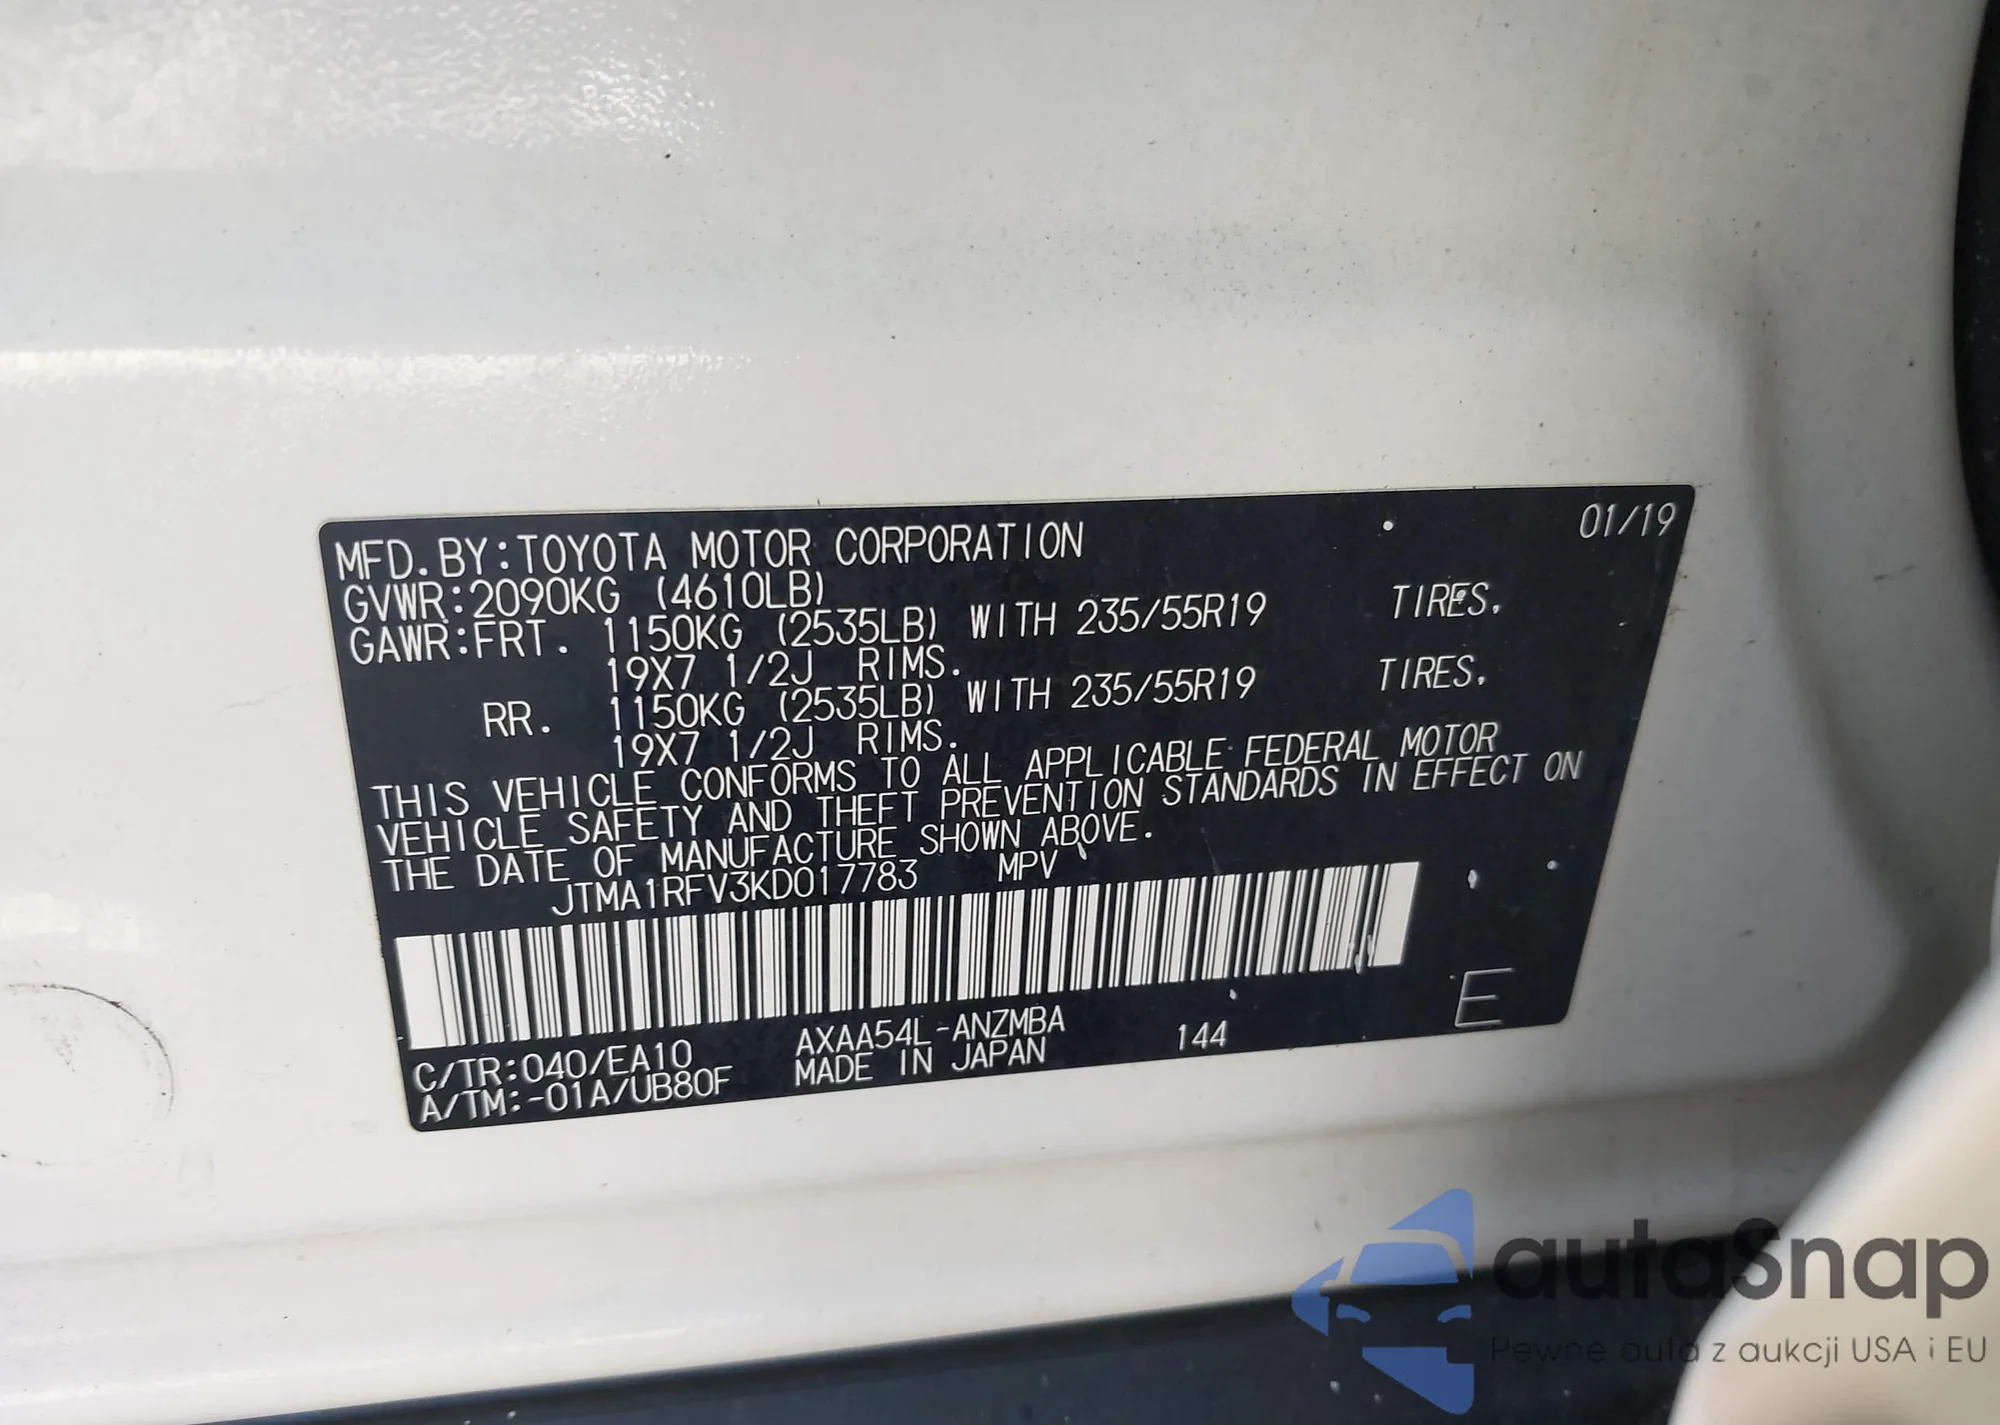 01/19
MFD.BY:TOYOTA MOTOR CORPORATION
GVWR:2090KG (4610LB)
GAWR:FRT. 1150KG (2535LB) WITH 235/55R19 TIRES,
19X7 1/2J RIMS.
RR. 1150KG (2535LB) WITH 235/55R19 TIRES,
19X7 1/2J RIMS.
THIS VEHICLE CONFORMS TO ALL APPLICABLE FEDERAL MOTOR
VEHICLE SAFETY AND THEFT PREVENTION STANDARDS IN EFFECT ON
THE DATE OF MANUFACTURE SHOWN ABOVE.
JTMA1RFV3KD017783 MPV
C/TR:040/EA10 AXAA54L-ANZMBA 144 E
A/TM:-01A/UB80F MADE IN JAPAN
autaSnap
Pewne auta z aukcji USA i EU